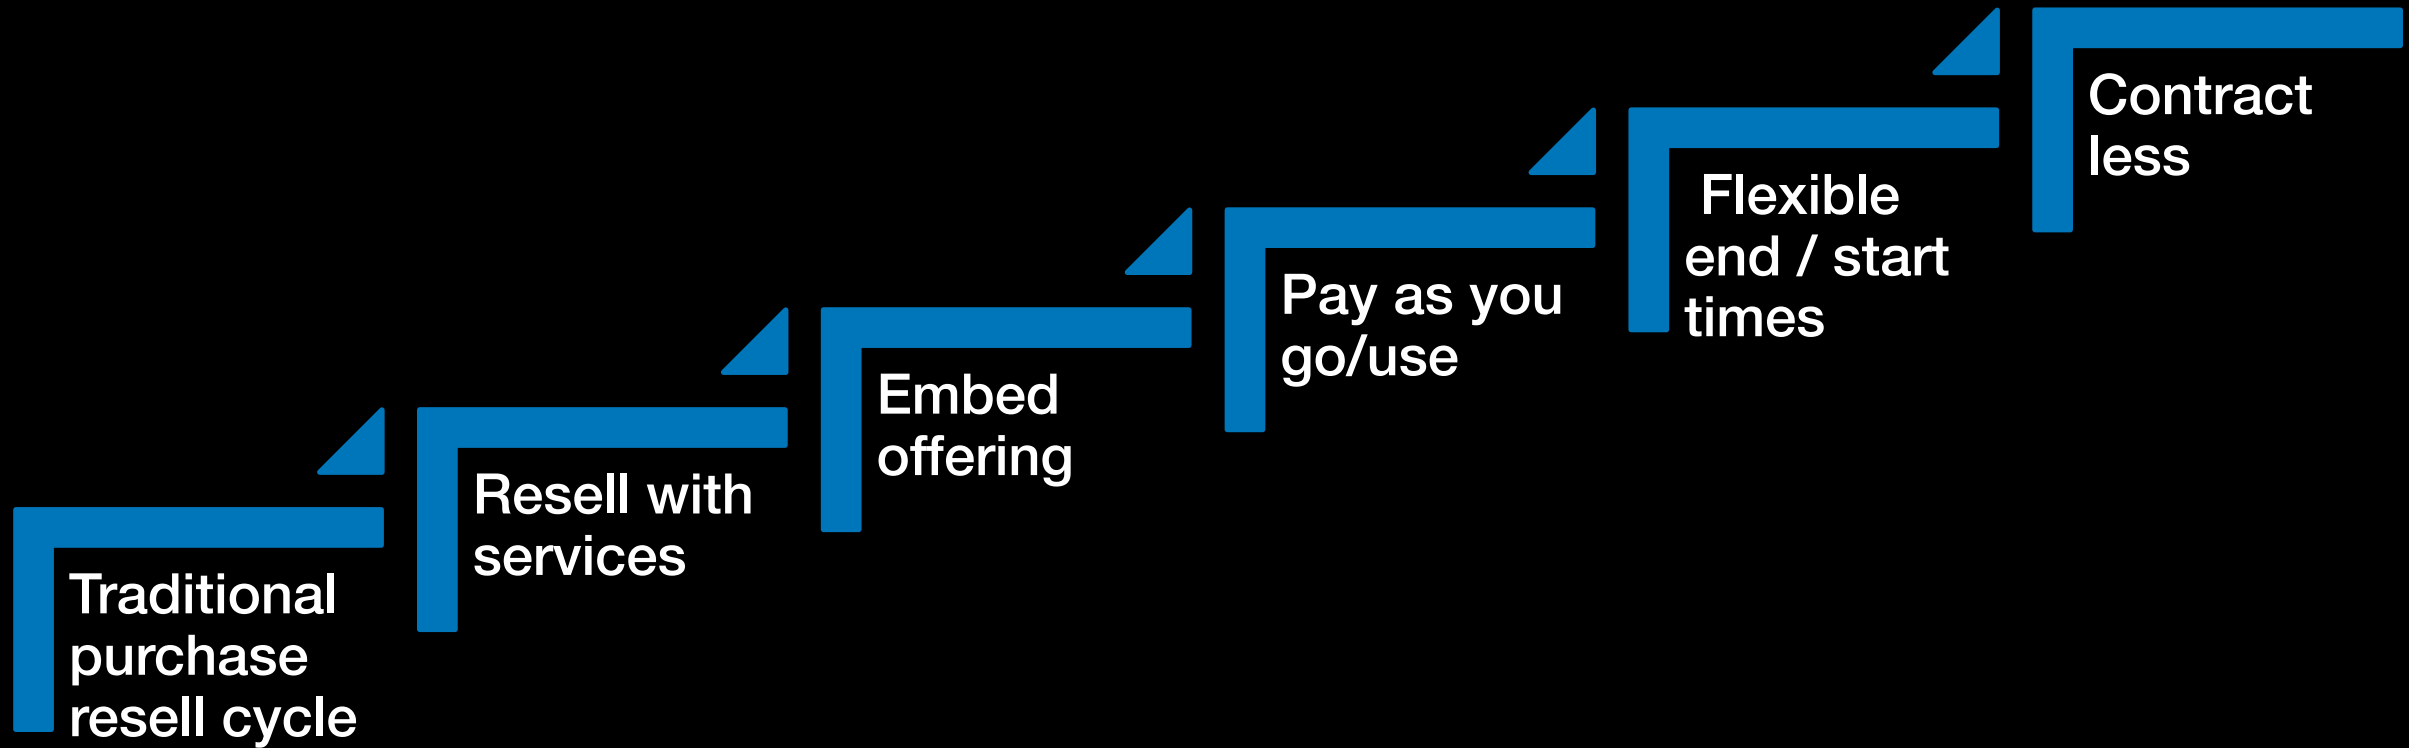 Traditional
purchase
resell cycle
Resell with
services
Embed
offering
Pay as you
go/use
Flexible
end / start
times
Contract
less